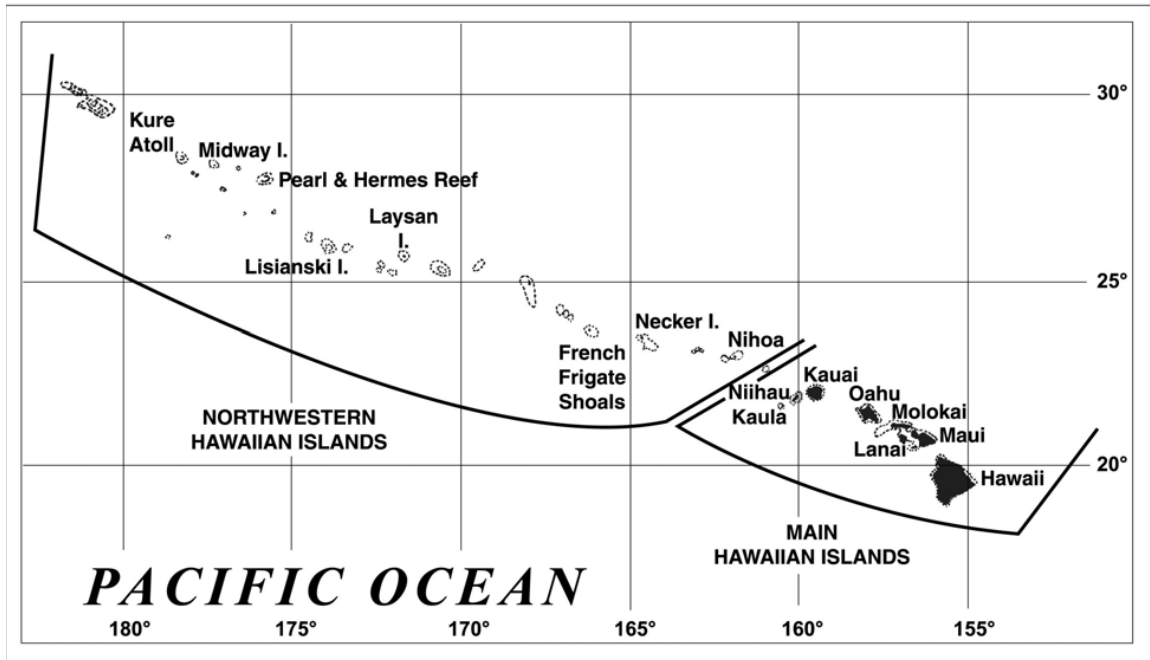 30°
Kure
Atoll
Midway I.
Pearl & Hermes Reef
Laysan
I.
Lisianski I.
25°
Necker I.
Nihoa
French
Frigate
Shoals
Niihau
Kaula
Kauai
Oahu
Molokai
Maui
Lanai
Hawaii
20°
NORTHWESTERN
HAWAIIAN ISLANDS
MAIN
HAWAIIAN ISLANDS
PACIFIC OCEAN
180° 175° 170° 165° 160° 155°